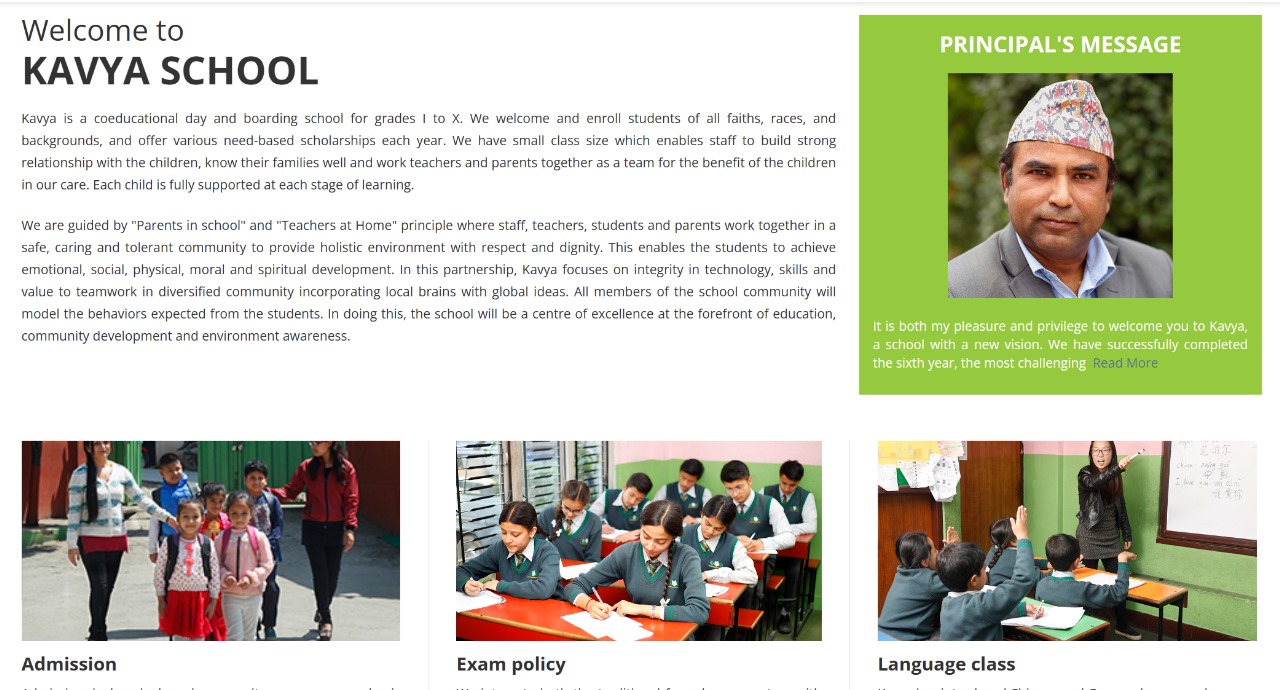 Welcome to
KAVYA SCHOOL
Kavya is a coeducational day and boarding school for grades I to X. We welcome and enroll students of all faiths, races, and
backgrounds, and offer various need-based scholarships each year. We have small class size which enables staff to build strong
relationship with the children, know their families well and work teachers and parents together as a team for the benefit of the children
in our care. Each child is fully supported at each stage of learning.
We are guided by "Parents in school" and "Teachers at Home" principle where staff, teachers, students and parents work together in a
safe, caring and tolerant community to provide holistic environment with respect and dignity. This enables the students to achieve
emotional, social, physical, moral and spiritual development. In this partnership, Kavya focuses on integrity in technology, skills and
value to teamwork in diversified community incorporating local brains with global ideas. All members of the school community will
model the behaviors expected from the students. In doing this, the school will be a centre of excellence at the forefront of education,
community development and environment awareness.
PRINCIPAL'S MESSAGE
It is both my pleasure and privilege to welcome you to Kavya,
a school with a new vision. We have successfully completed
the sixth year, the most challenging Read More
Admission
Exam policy
Language class